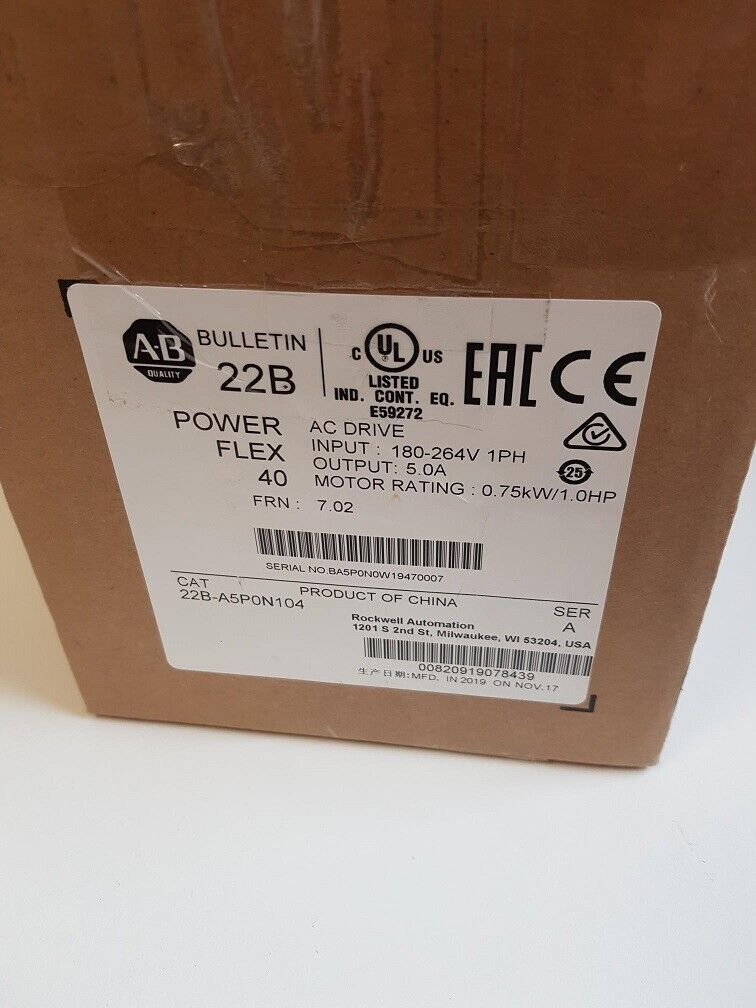 AB
QUALITY
BULLETIN
22B
C UL US
LISTED
IND. CONT. EQ.
E59272
EAC CE
POWER
FLEX
40
AC DRIVE
INPUT : 180-264V 1PH
OUTPUT: 5.0A
MOTOR RATING : 0.75kW/1.0HP
25
FRN : 7.02
SERIAL NO.BA5P0N0W19470007
CAT
22B-A5P0N104
PRODUCT OF CHINA
SER
A
Rockwell Automation
1201 S 2nd St, Milwaukee, WI 53204, USA
00820919078439
生产日期:MFD. IN 2019 ON NOV.17